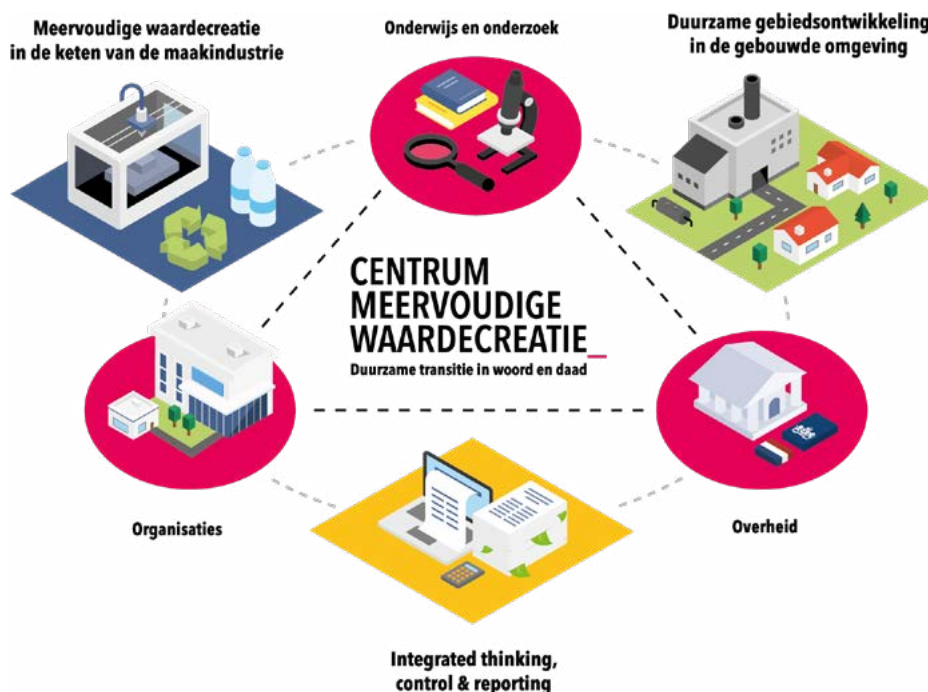 Meervoudige waardecreatie
in de keten van de maakindustrie
Onderwijs en onderzoek
Duurzame gebiedsontwikkeling
in de gebouwde omgeving
CENTRUM
MEERVOUDIGE
WAARDECREATIE_
Duurzame transitie in woord en daad
Organisaties
Overheid
Integrated thinking,
control & reporting